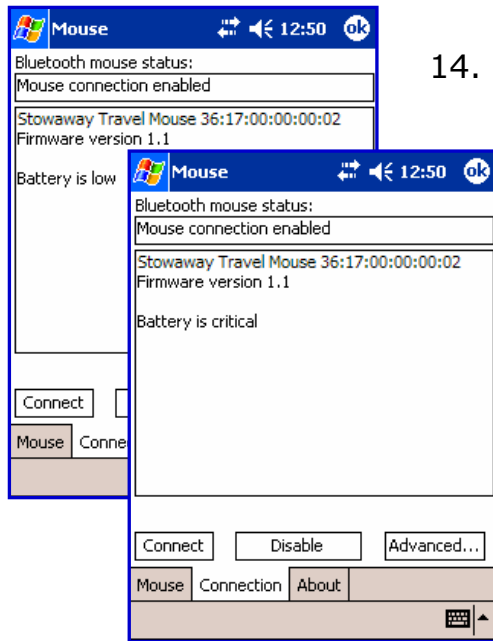 Mouse 12:50 ok
Bluetooth mouse status:
Mouse connection enabled
Stowaway Travel Mouse 36:17:00:00:00:02
Firmware version 1.1
Battery is low
Connect
Mouse Conne
14.
Mouse 12:50 ok
Bluetooth mouse status:
Mouse connection enabled
Stowaway Travel Mouse 36:17:00:00:00:02
Firmware version 1.1
Battery is critical
Connect Disable Advanced...
Mouse Connection About